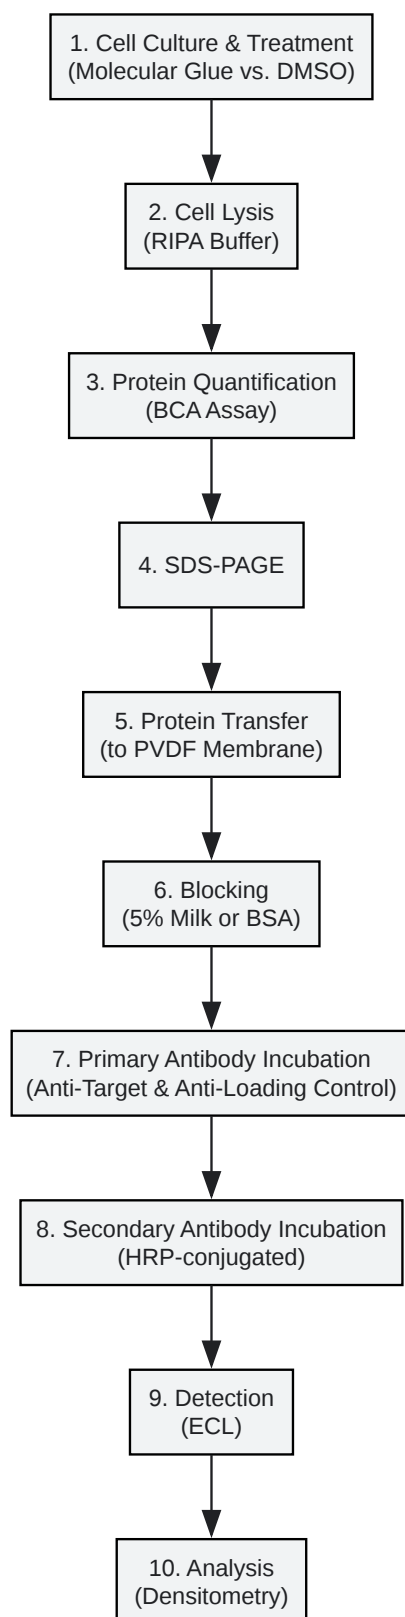 1. Cell Culture & Treatment
(Molecular Glue vs. DMSO)
2. Cell Lysis
(RIPA Buffer)
3. Protein Quantification
(BCA Assay)
4. SDS-PAGE
5. Protein Transfer
(to PVDF Membrane)
6. Blocking
(5% Milk or BSA)
7. Primary Antibody Incubation
(Anti-Target & Anti-Loading Control)
8. Secondary Antibody Incubation
(HRP-conjugated)
9. Detection
(ECL)
10. Analysis
(Densitometry)